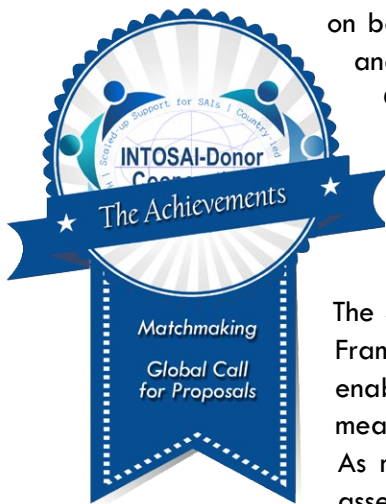 on b
and
Scaled-up Support for SAIs | Country-led
INTOSAI-Donor
The Achievements
The
Fram
enab
mea
As
asse
Matchmaking
Global Call
for Proposals